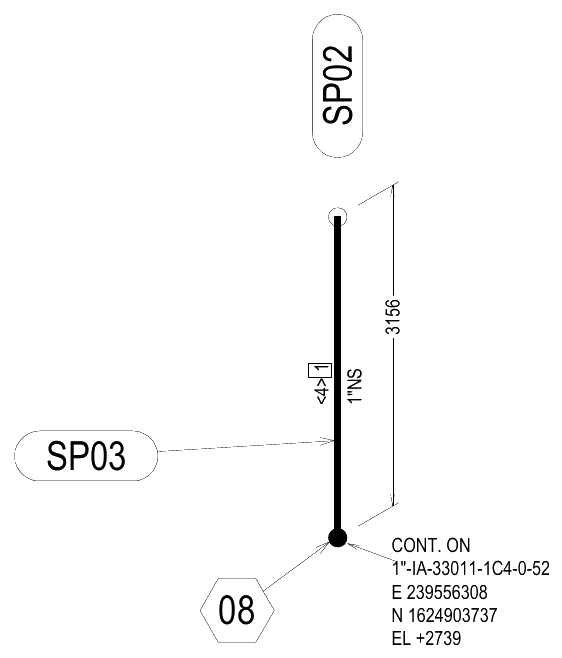 SP02
3156
<4> 1
1"NS
SP03
08
CONT. ON
1"-IA-33011-1C4-0-52
E 239556308
N 1624903737
EL +2739